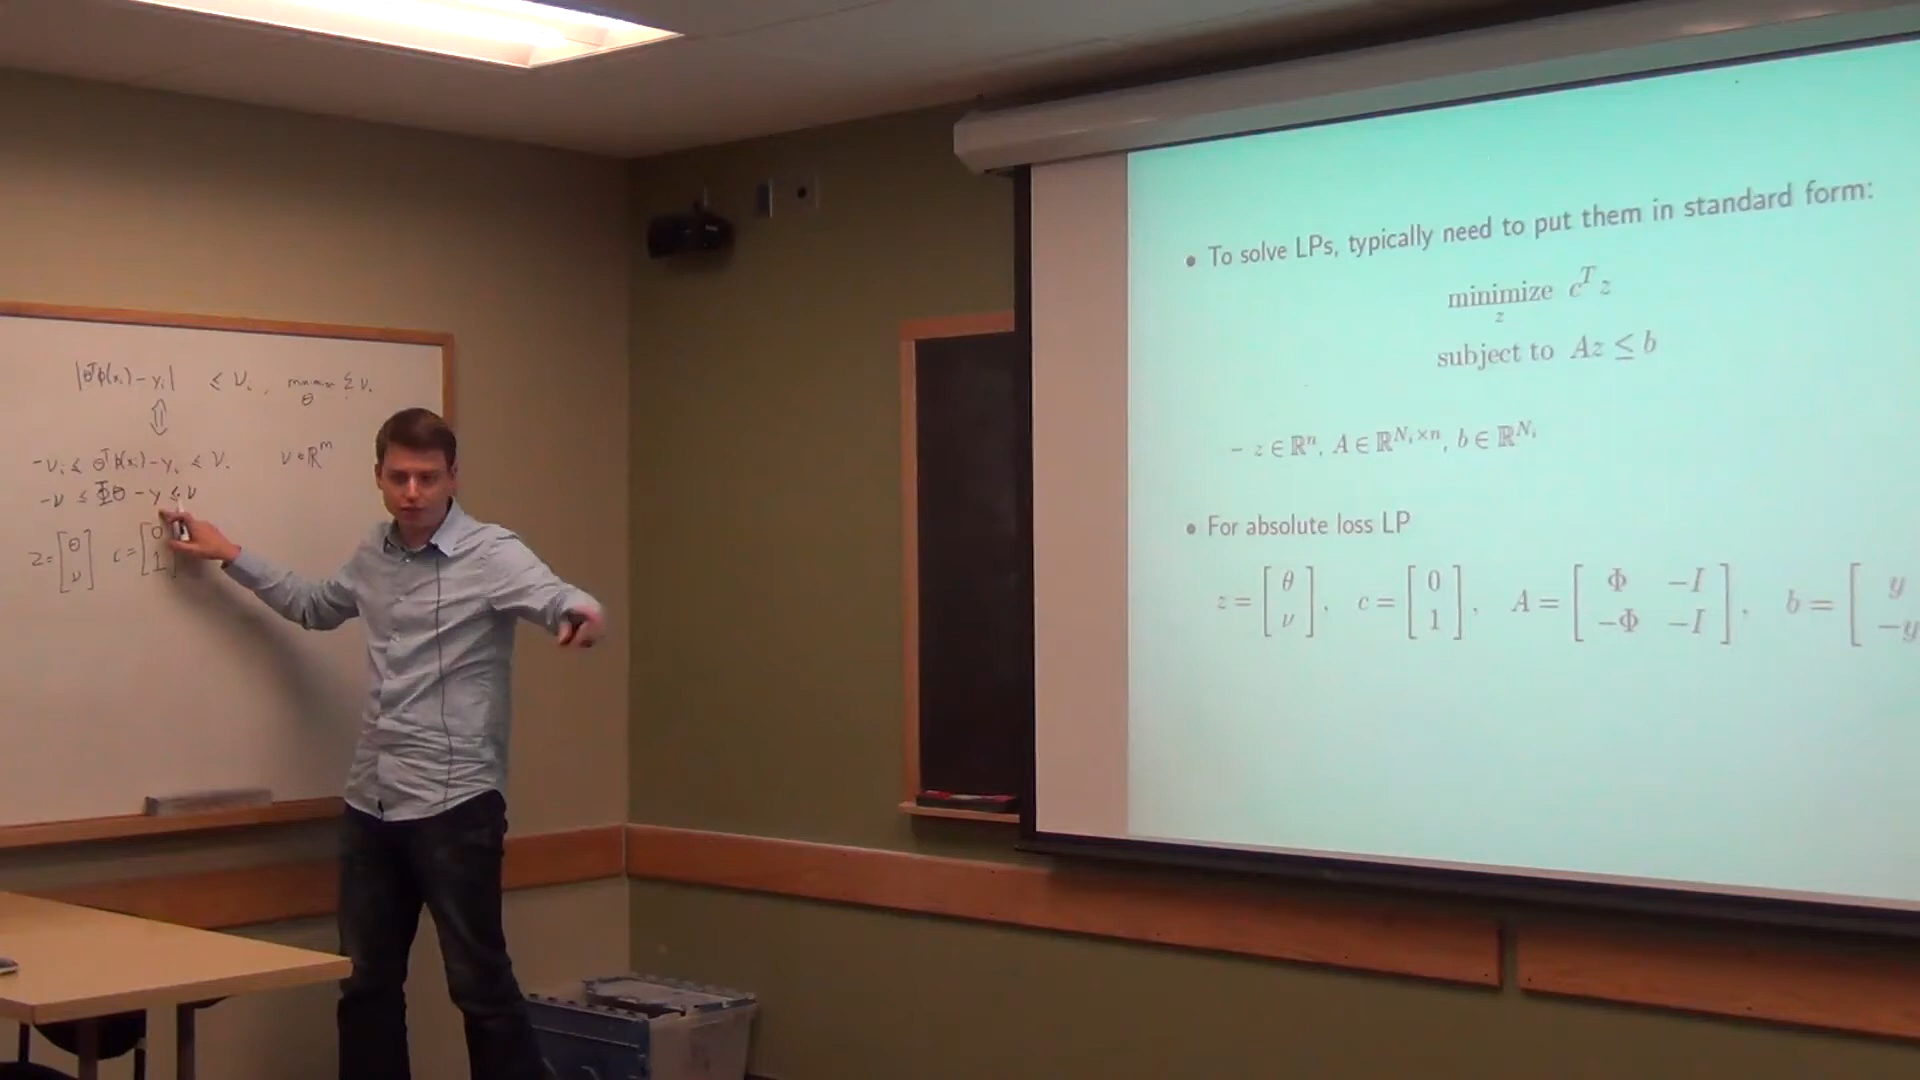 |θᵀϕ(xᵢ) − yᵢ| ≤ νᵢ ,
θ
Σ νᵢ
⇕
−νᵢ ≤ θᵀϕ(xᵢ) − yᵢ ≤ νᵢ ν ∈ ℝᵐ
−ν ≤ Φθ − y ≤ ν
z = [θ ν] c = [0 1]
• To solve LPs, typically need to put them in standard form:
minimize cᵀz
z
subject to Az ≤ b
− z ∈ ℝⁿ, A ∈ ℝ^{Nᵢ×n}, b ∈ ℝ^{Nᵢ}
• For absolute loss LP
z = [θ; ν], c = [0; 1], A = [Φ −I; −Φ −I], b = [y; −y